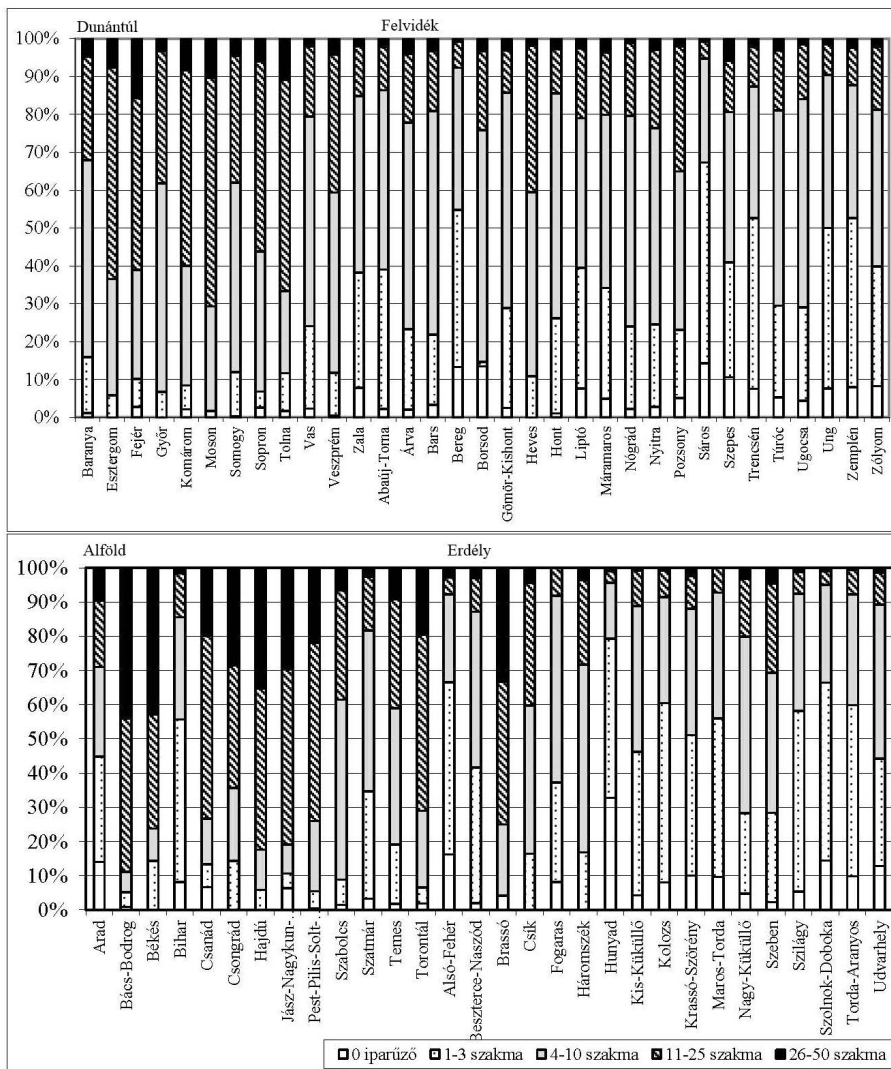 Dunántúl
Felvidék
100%
90%
80%
70%
60%
50%
40%
30%
20%
10%
0%
Baranya
Esztergom
Fejér
Győr
Komárom
Moson
Somogy
Sopron
Tolna
Vas
Veszprém
Zala
Abaúj-Torna
Árva
Bars
Bereg
Borsod
Gömör-Kishont
Heves
Hont
Liptó
Máramaros
Nógrád
Nyitra
Pozsony
Sáros
Szepes
Trencsén
Túróc
Ugocsa
Ung
Zemplén
Zólyom
Alföld
Erdély
100%
90%
80%
70%
60%
50%
40%
30%
20%
10%
0%
Arad
Bács-Bodrog
Békés
Bihar
Csanád
Csongrád
Hajdú
Jász-Nagykun-...
Pest-Pilis-Solt-...
Szabolcs
Szatmár
Temes
Torontál
Alsó-Fehér
Beszterce-Naszód
Brassó
Csík
Fogaras
Háromszék
Hunyad
Kis-Küküllő
Kolozs
Krassó-Szörény
Maros-Torda
Nagy-Küküllő
Szeben
Szilágy
Szolnok-Doboka
Torda-Aranyos
Udvarhely
0 iparűző
1-3 szakma
4-10 szakma
11-25 szakma
26-50 szakma